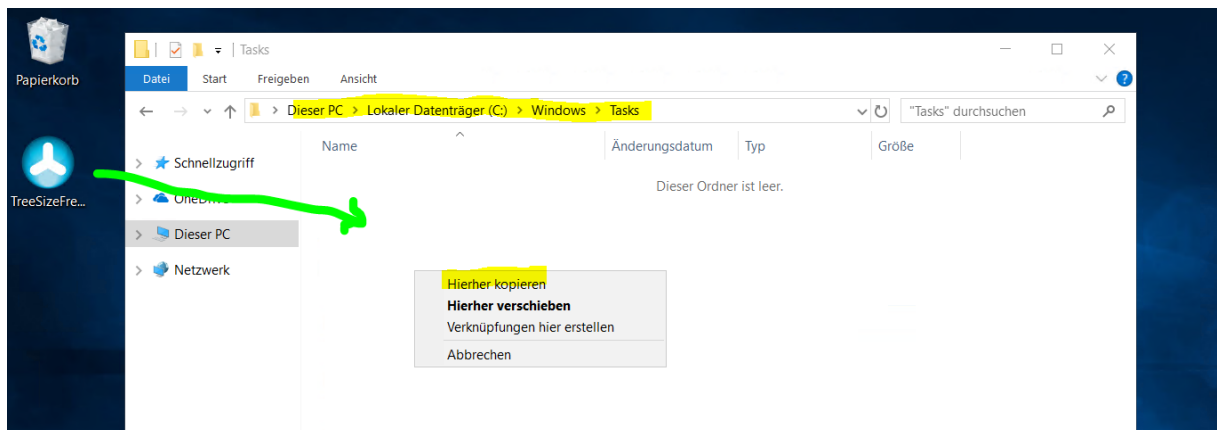 Papierkorb
TreeSizeFre...
Tasks
Datei Start Freigeben Ansicht
Dieser PC > Lokaler Datenträger (C:) > Windows > Tasks
"Tasks" durchsuchen
Name Änderungsdatum Typ Größe
Dieser Ordner ist leer.
Schnellzugriff
OneDrive
Dieser PC
Netzwerk
Hierher kopieren
Hierher verschieben
Verknüpfungen hier erstellen
Abbrechen